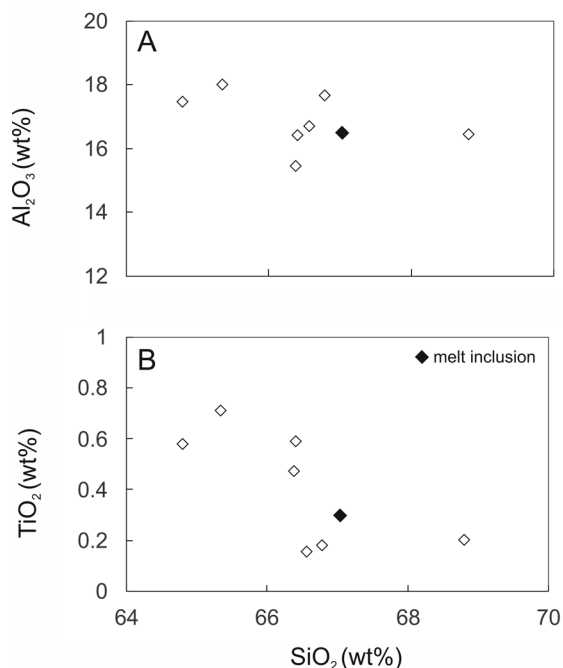 A
20
18
16
14
12
Al₂O₃ (wt%)
B
◆ melt inclusion
1
0.8
0.6
0.4
0.2
0
TiO₂ (wt%)
64 66 68 70
SiO₂ (wt%)